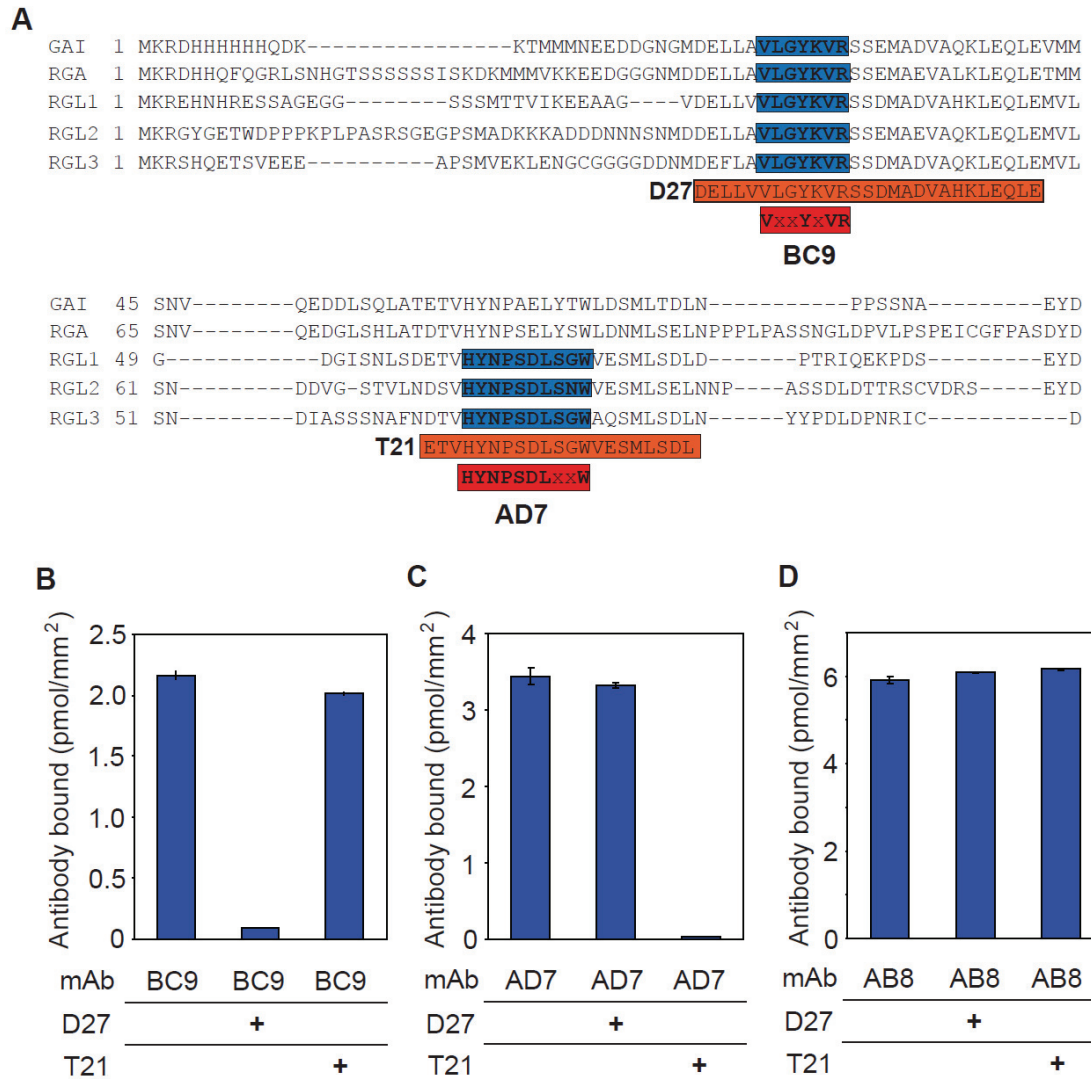 A
GAI 1 MKRDHHHHHHQDK----------------KTMMMNEEDDGNGMDELLAVLGYKVRSSEMADVAQKLEQLEVMM
RGA 1 MKRDHHQFQGRLSNHGTSSSSSSISKDKMMMVKKEEDGGGNMDDELLAVLGYKVRSSEMAEVALKLEQLETMM
RGL1 1 MKREHNHRESSAGEGG----------SSSMTTVIKEEAAG----VDELLVVLGYKVRSSDMADVAHKLEQLEMVL
RGL2 1 MKRGYGETWDPPPKPLPASRSGEGPSMADKKKADDDNNNSNMDDELLAVLGYKVRSSEMAEVAQKLEQLEMVL
RGL3 1 MKRSHQETSVEEE----------APSMVEKLENGCGGGGDDNMDEFLAVLGYKVRSSDMADVAQKLEQLEMVL
D27 DELLVVLGYKVRSSDMADVAHKLEQLE
VxxYxVR
BC9
GAI 45 SNV--------QEDDLSQLATETVHYNPAELYTWLDSMLTDLN-----------PPSSNA---------EYD
RGA 65 SNV--------QEDGLSHLATDTVHYNPSELYSWLDNMLSELNPPPLPASSNGLDPVLPSPEICGFPASDYD
RGL1 49 G------------DGISNLSDETVHYNPSDLSGWVESMLSDLD-------PTRIQEKPDS---------EYD
RGL2 61 SN--------DDVG-STVLNDSVHYNPSDLSNWVESMLSELNNP----ASSDLDTTRSCVDRS------EYD
RGL3 51 SN--------DIASSSNAFNDTVHYNPSDLSGWAQSMLSDLN------YYPDLDPNRIC------------D
T21 ETVHYNPSDLSGWVESMLSDL
HYNPSDLxxW
AD7
B
Antibody bound (pmol/mm²)
2.5
2.0
1.5
1.0
0.5
0
mAb BC9 BC9 BC9
D27 +
T21 +
C
Antibody bound (pmol/mm²)
4
3
2
1
0
AD7 AD7 AD7
+
+
D
Antibody bound (pmol/mm²)
6
4
2
6
0
mAb AB8 AB8 AB8
D27 +
T21 +